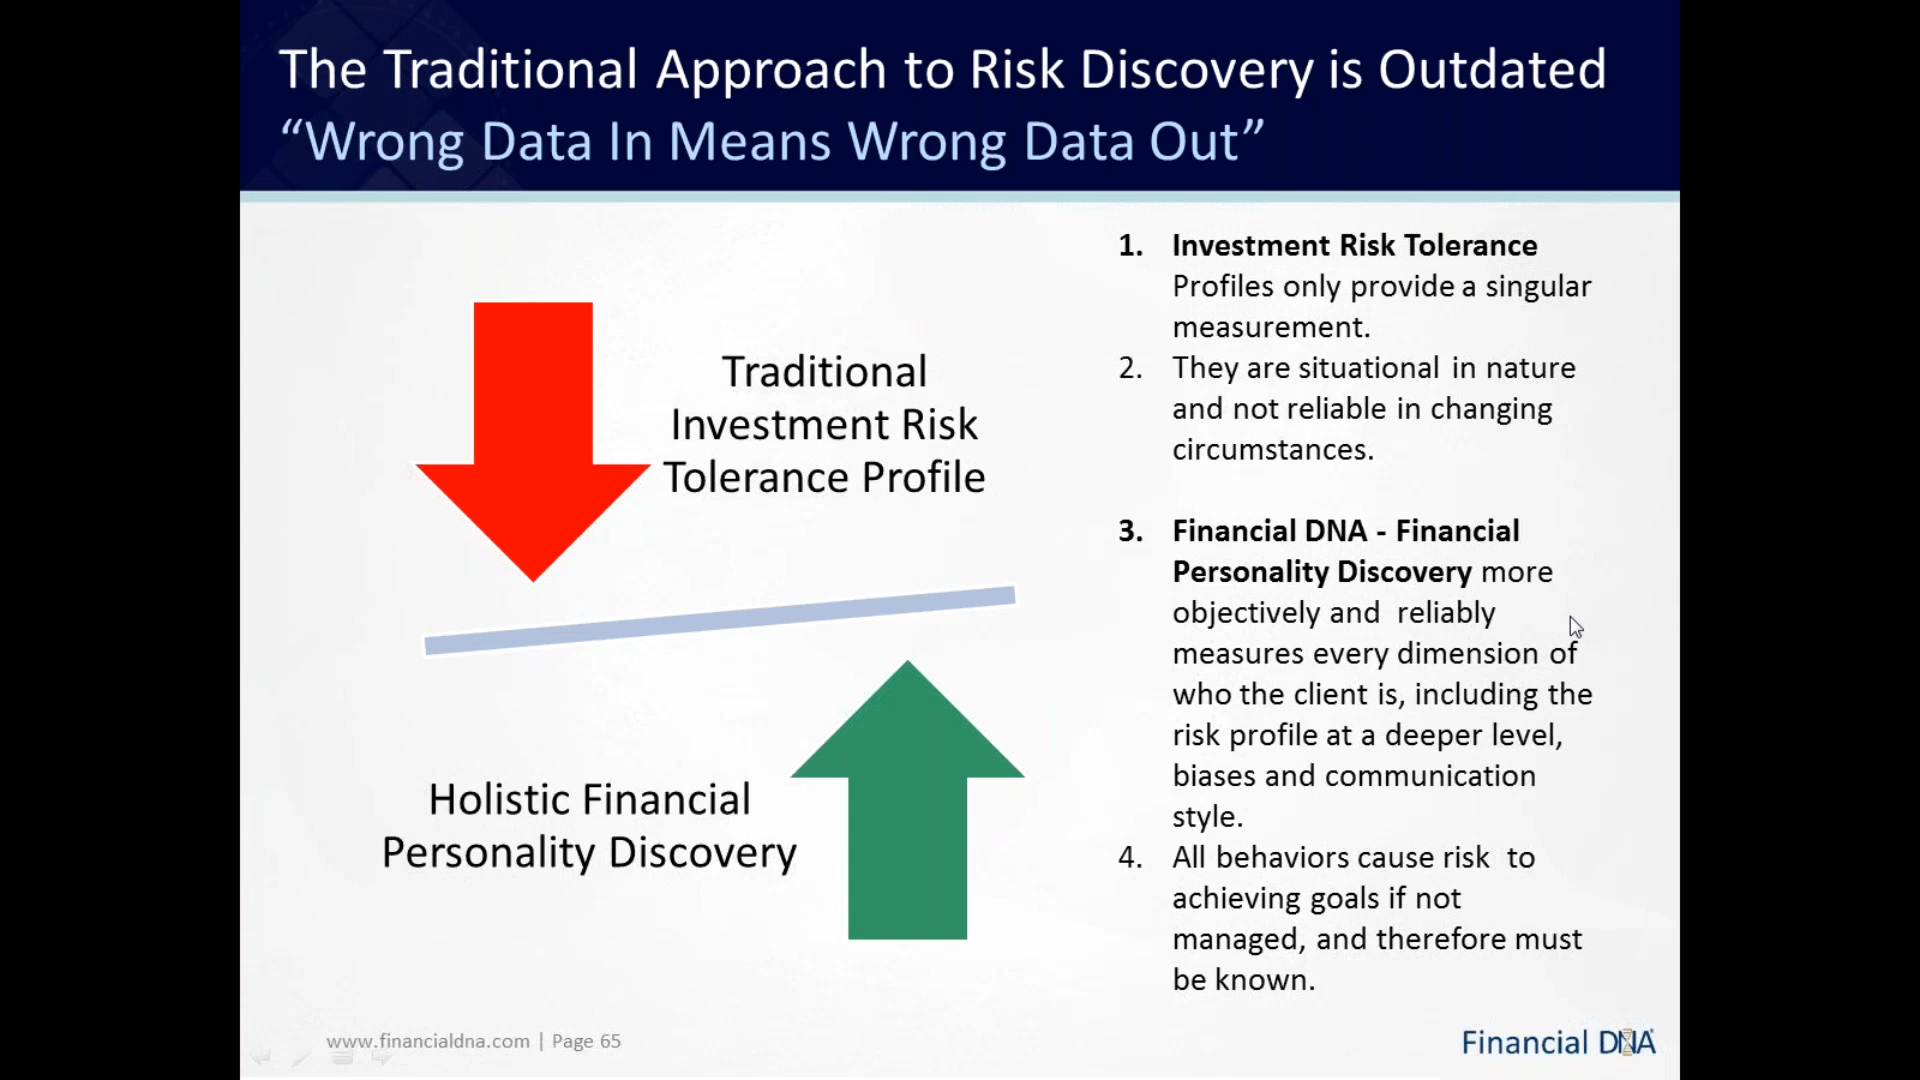 The Traditional Approach to Risk Discovery is Outdated
“Wrong Data In Means Wrong Data Out”
Traditional
Investment Risk
Tolerance Profile
Holistic Financial
Personality Discovery
1. Investment Risk Tolerance
Profiles only provide a singular
measurement.
2. They are situational in nature
and not reliable in changing
circumstances.
3. Financial DNA - Financial
Personality Discovery more
objectively and reliably
measures every dimension of
who the client is, including the
risk profile at a deeper level,
biases and communication
style.
4. All behaviors cause risk to
achieving goals if not
managed, and therefore must
be known.
www.financialdna.com | Page 65
Financial DNA